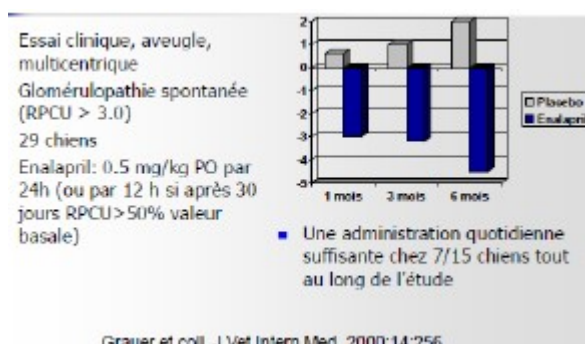 Essai clinique, aveugle,
multicentrique
Glomérulopathie spontanée
(RPCU > 3.0)
29 chiens
Enalapril: 0.5 mg/kg PO par
24h (ou par 12 h si après 30
jours RPCU>50% valeur
basale)
2
1
0
-1
-2
-3
-4
-5
1 mois 3 mois 6 mois
Placebo
Enalapril
Une administration quotidienne
suffisante chez 7/15 chiens tout
au long de l'étude
Grauer et coll. J Vet Intern Med. 2000;14:256